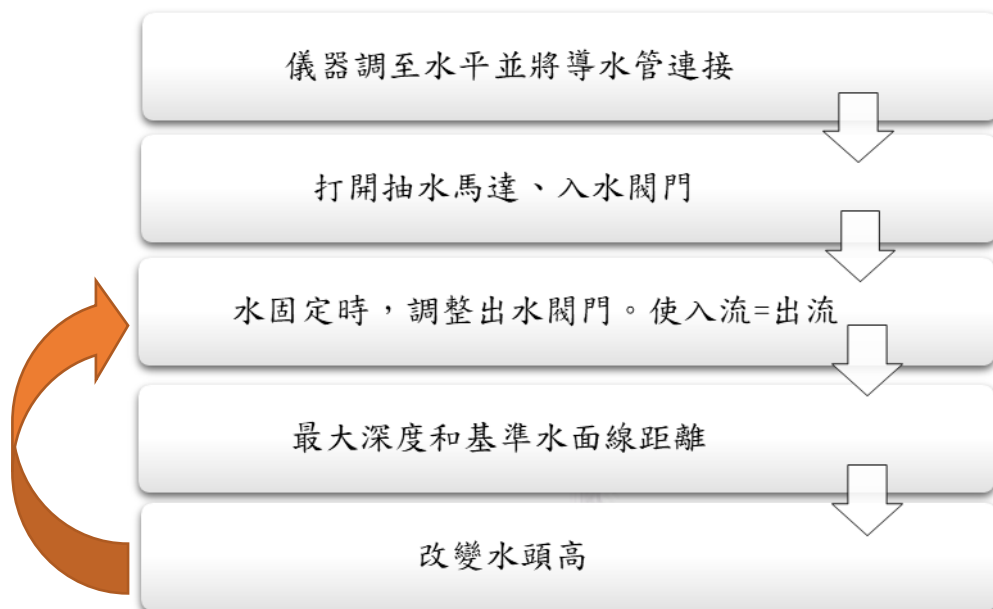 儀器調至水平並將導水管連接
打開抽水馬達、入水閥門
水固定時，調整出水閥門。使入流=出流
最大深度和基準水面線距離
改變水頭高